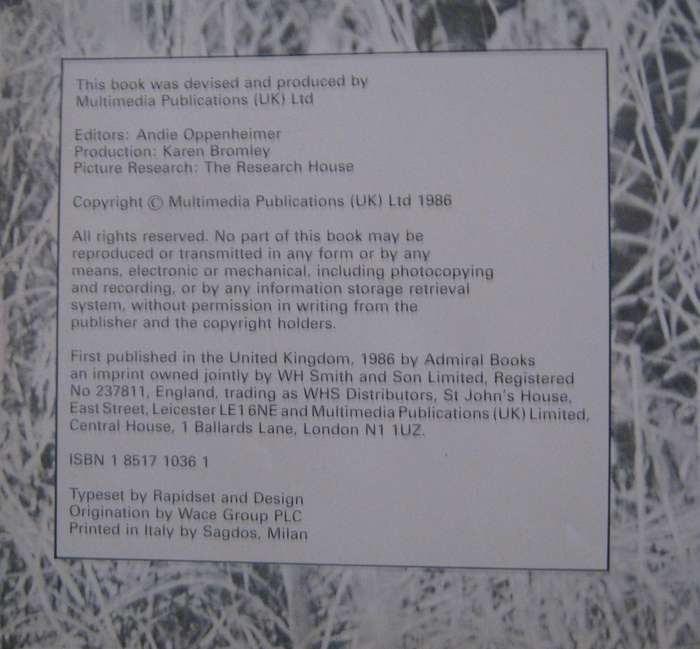 This book was devised and produced by
Multimedia Publications (UK) Ltd
Editors: Andie Oppenheimer
Production: Karen Bromley
Picture Research: The Research House
Copyright © Multimedia Publications (UK) Ltd 1986
All rights reserved. No part of this book may be
reproduced or transmitted in any form or by any
means, electronic or mechanical, including photocopying
and recording, or by any information storage retrieval
system, without permission in writing from the
publisher and the copyright holders.
First published in the United Kingdom, 1986 by Admiral Books
an imprint owned jointly by WH Smith and Son Limited, Registered
No 237811, England, trading as WHS Distributors, St John's House,
East Street, Leicester LE1 6NE and Multimedia Publications (UK) Limited,
Central House, 1 Ballards Lane, London N1 1UZ.
ISBN 1 8517 1036 1
Typeset by Rapidset and Design
Origination by Wace Group PLC
Printed in Italy by Sagdos, Milan